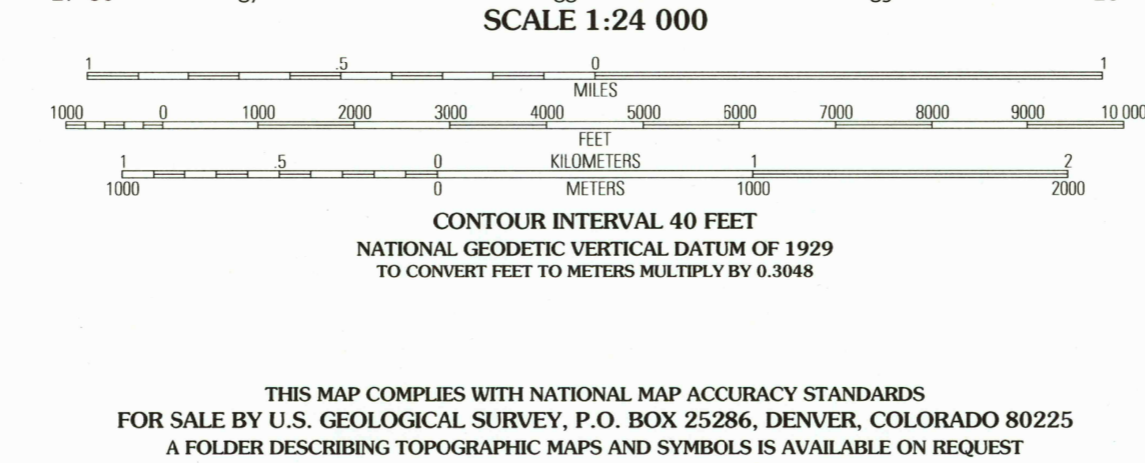 SCALE 1:24 000
1 .5 0 1
MILES
1000 0 1000 2000 3000 4000 5000 6000 7000 8000 9000 10 000
FEET
1 .5 0 KILOMETERS 1 2
1000 0 METERS 1000 2000
CONTOUR INTERVAL 40 FEET
NATIONAL GEODETIC VERTICAL DATUM OF 1929
TO CONVERT FEET TO METERS MULTIPLY BY 0.3048
THIS MAP COMPLIES WITH NATIONAL MAP ACCURACY STANDARDS
FOR SALE BY U.S. GEOLOGICAL SURVEY, P.O. BOX 25286, DENVER, COLORADO 80225
A FOLDER DESCRIBING TOPOGRAPHIC MAPS AND SYMBOLS IS AVAILABLE ON REQUEST